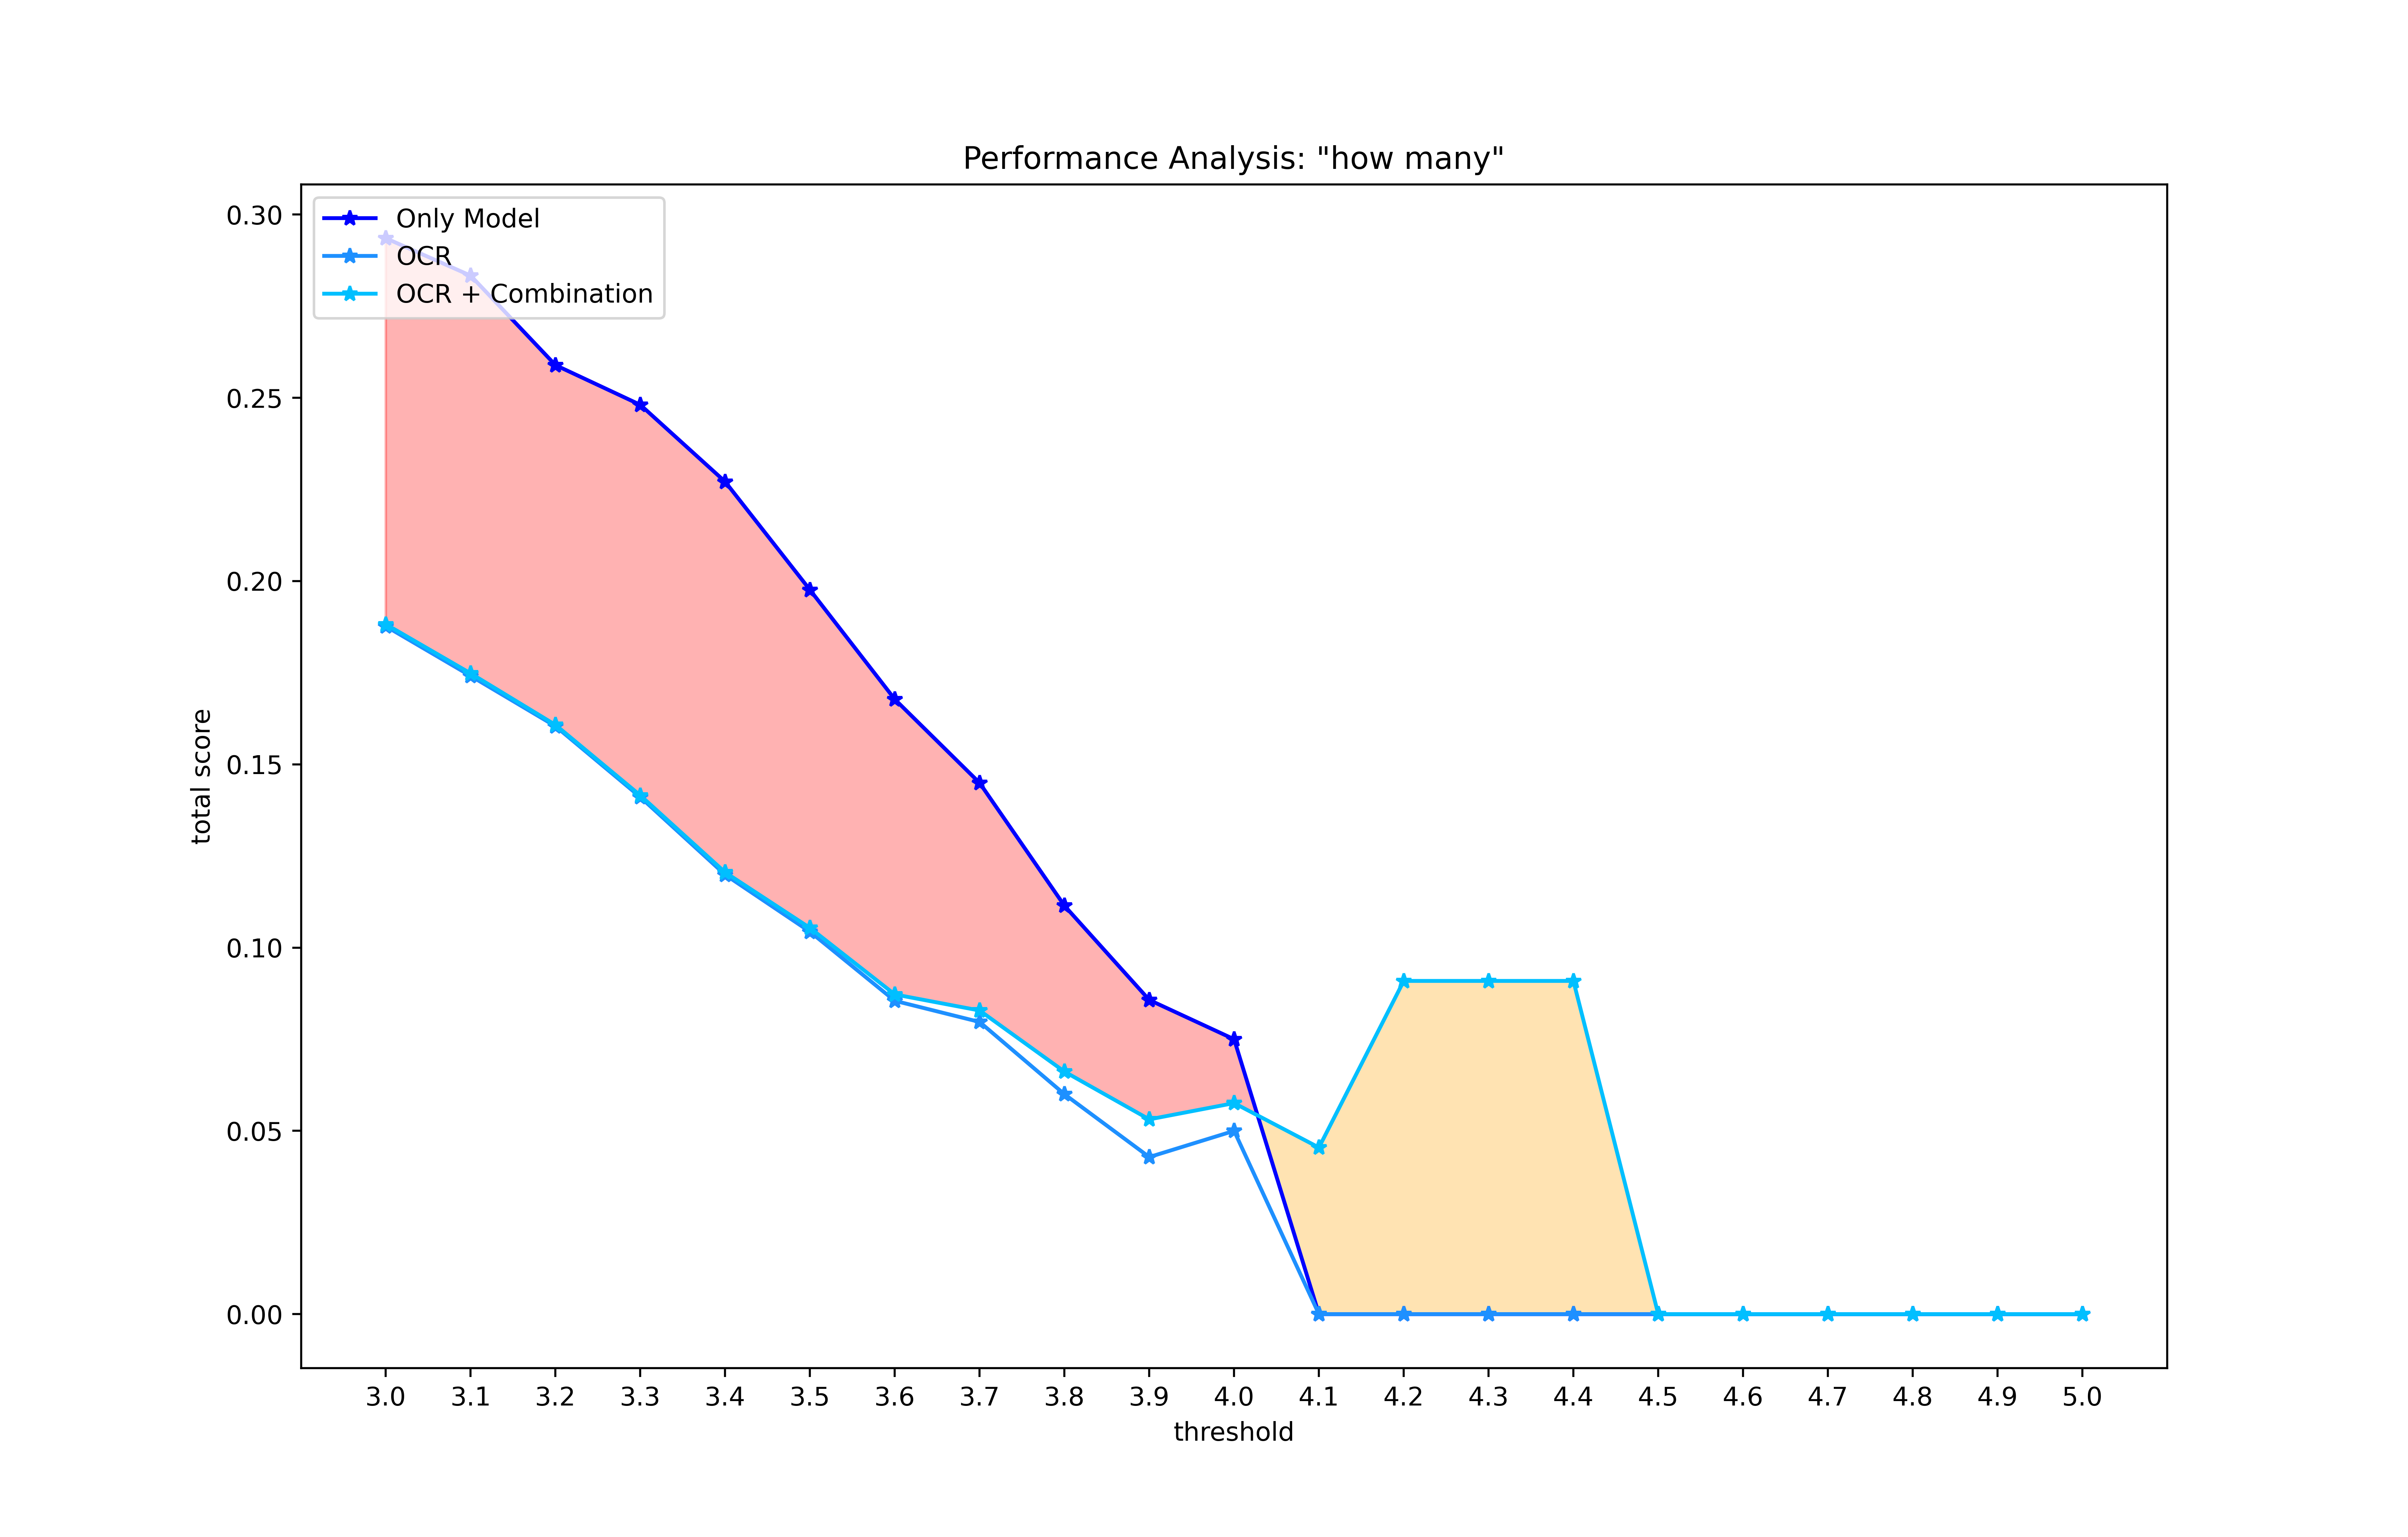 Performance Analysis: "how many"
Only Model
OCR
OCR + Combination
total score
0.30
0.25
0.20
0.15
0.10
0.05
0.00
3.0 3.1 3.2 3.3 3.4 3.5 3.6 3.7 3.8 3.9 4.0 4.1 4.2 4.3 4.4 4.5 4.6 4.7 4.8 4.9 5.0
threshold